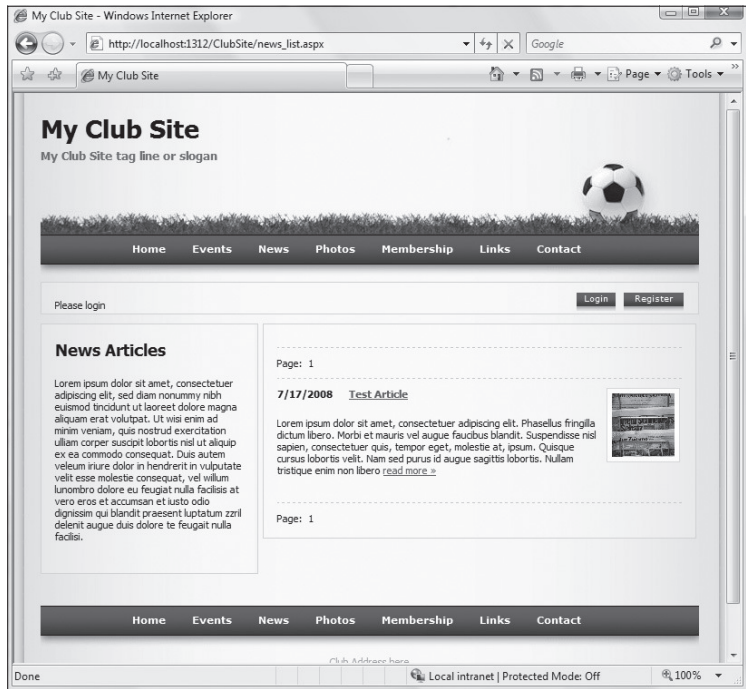 My Club Site - Windows Internet Explorer
http://localhost:1312/ClubSite/news_list.aspx
Google
My Club Site
Page
Tools
My Club Site
My Club Site tag line or slogan
Home Events News Photos Membership Links Contact
Please login
Login Register
News Articles
Lorem ipsum dolor sit amet, consectetuer
adipiscing elit, sed diam nonummy nibh
euismod tincidunt ut laoreet dolore magna
aliquam erat volutpat. Ut wisi enim ad
minim veniam, quis nostrud exercitation
ulliam corper suscipit lobortis nisl ut aliquip
ex ea commodo consequat. Duis autem
veleum iriure dolor in hendrerit in vulputate
velit esse molestie consequat, vel willum
lunombro dolore eu feugiat nulla facilisis at
vero eros et accumsan et iusto odio
dignissim qui blandit praesent luptatum zzril
delenit augue duis dolore te feugait nulla
facilisi.
Page: 1
7/17/2008 Test Article
Lorem ipsum dolor sit amet, consectetuer adipiscing elit. Phasellus fringilla
dictum libero. Morbi et mauris vel augue faucibus blandit. Suspendisse nisl
sapien, consectetuer quis, tempor eget, molestie at, ipsum. Quisque
cursus lobortis velit. Nam sed purus id augue sagittis lobortis. Nullam
tristique enim non libero read more »
Page: 1
Home Events News Photos Membership Links Contact
Club Address here
Done
Local intranet | Protected Mode: Off
100%